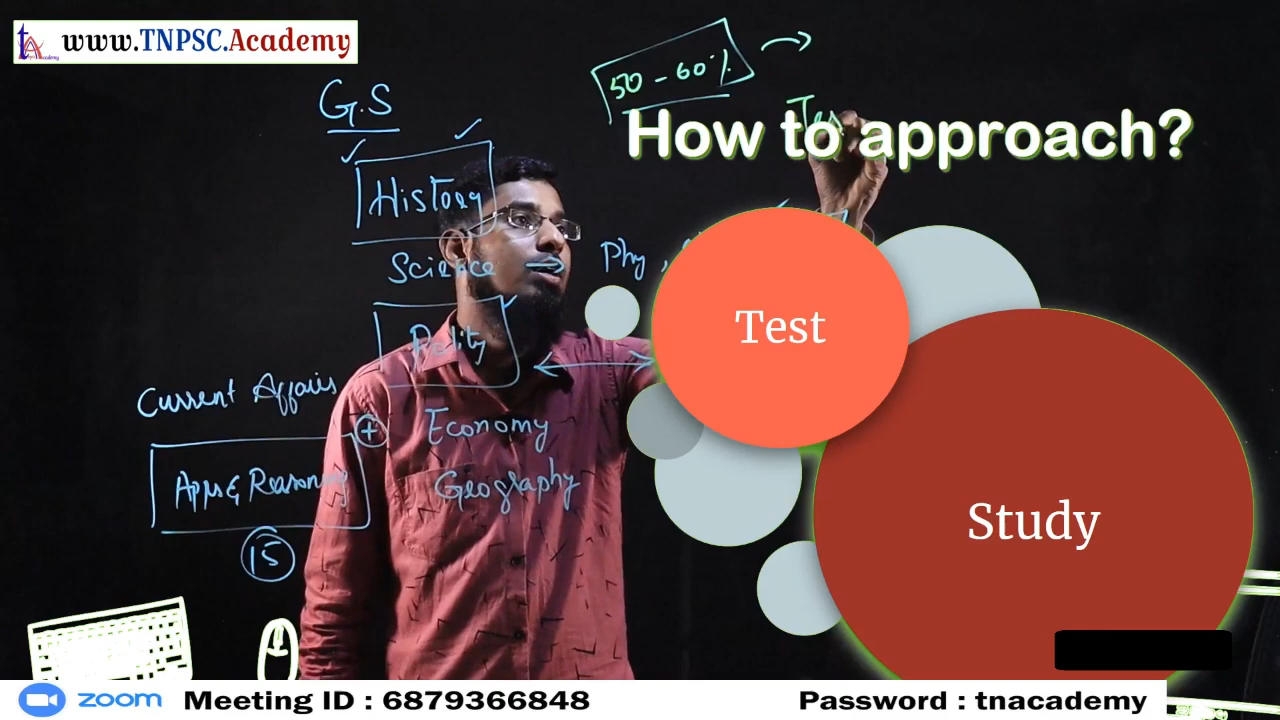 www.TNPSC.Academy
50 - 60%
G.S
How to approach?
History
Science → Phy,
Polity
Test
Current Affairs
+ Economy
Apps & Reasoning
Geography
15
Study
zoom Meeting ID : 6879366848 Password : tnacademy